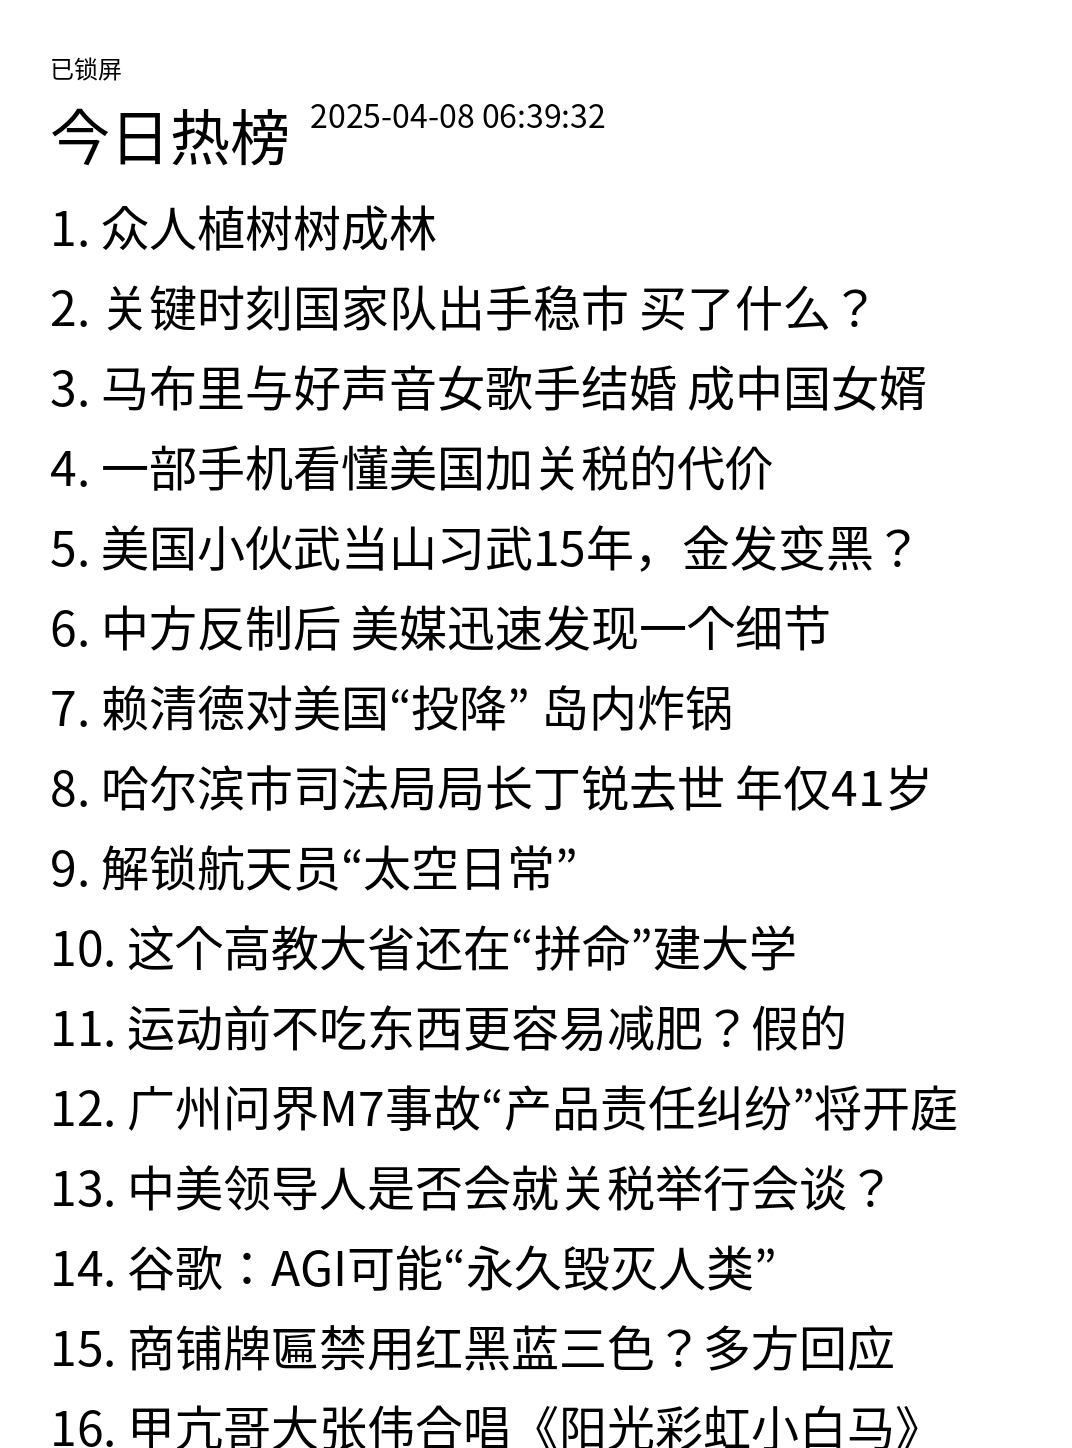 已锁屏
今日热榜 2025-04-08 06:39:32
1. 众人植树树成林
2. 关键时刻国家队出手稳市 买了什么？
3. 马布里与好声音女歌手结婚 成中国女婿
4. 一部手机看懂美国加关税的代价
5. 美国小伙武当山习武15年，金发变黑？
6. 中方反制后 美媒迅速发现一个细节
7. 赖清德对美国“投降” 岛内炸锅
8. 哈尔滨市司法局局长丁锐去世 年仅41岁
9. 解锁航天员“太空日常”
10. 这个高教大省还在“拼命”建大学
11. 运动前不吃东西更容易减肥？假的
12. 广州问界M7事故“产品责任纠纷”将开庭
13. 中美领导人是否会就关税举行会谈？
14. 谷歌：AGI可能“永久毁灭人类”
15. 商铺牌匾禁用红黑蓝三色？多方回应
16. 甲亢哥大张伟合唱《阳光彩虹小白马》